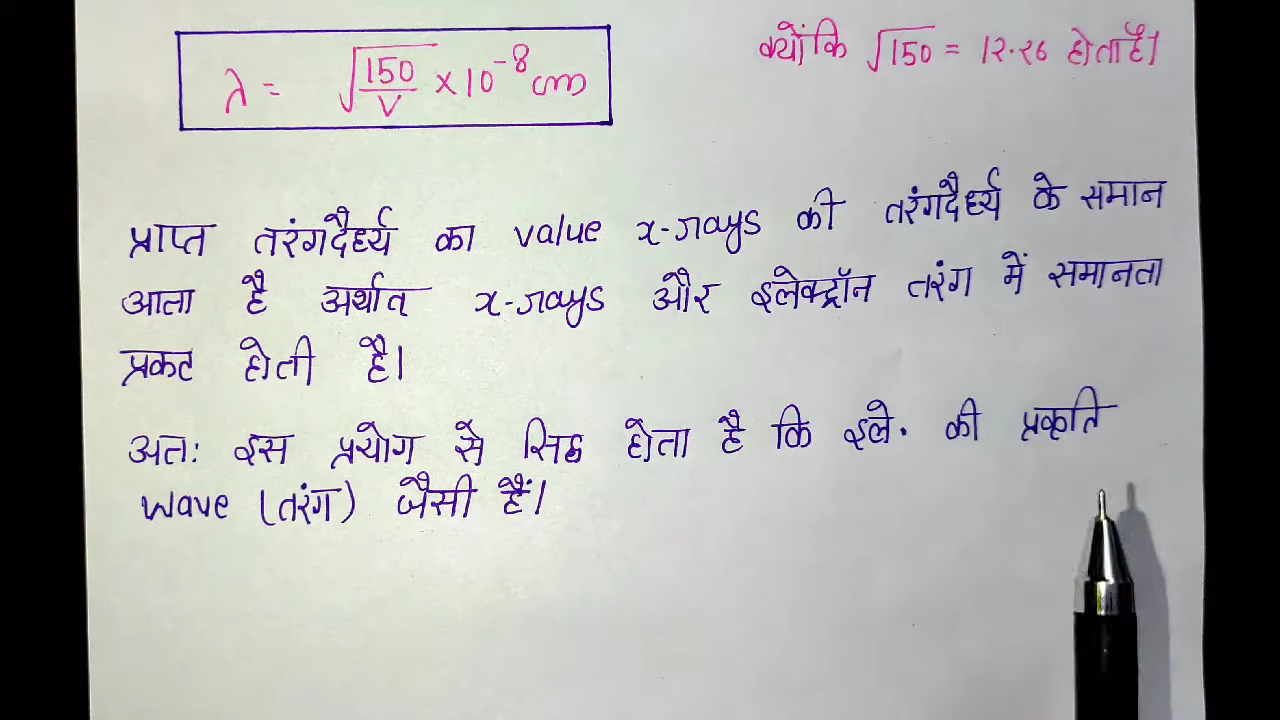 λ = √150/V × 10⁻⁸ cm
क्योंकि √150 = 12.26 होता है।
प्राप्त तरंगदैर्ध्य का value x-rays की तरंगदैर्ध्य के समान
आता है अर्थात x-rays और इलेक्ट्रॉन तरंग में समानता
प्रकट होती है।
अतः इस प्रयोग से सिद्ध होता है कि इले. की प्रकृति
wave (तरंग) जैसी हैं।